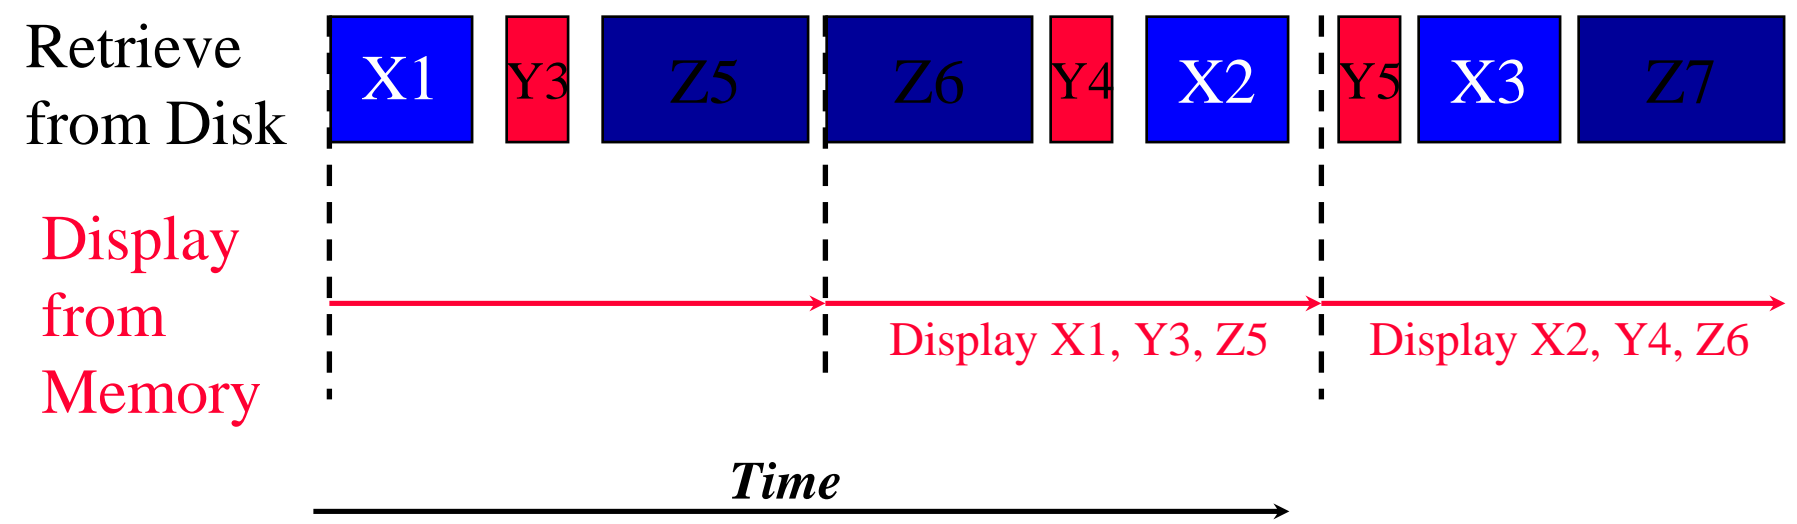 Retrieve
from Disk
X1
Y3
Z5
Z6
Y4
X2
Y5
X3
Z7
Display
from
Memory
Display X1, Y3, Z5
Display X2, Y4, Z6
Time